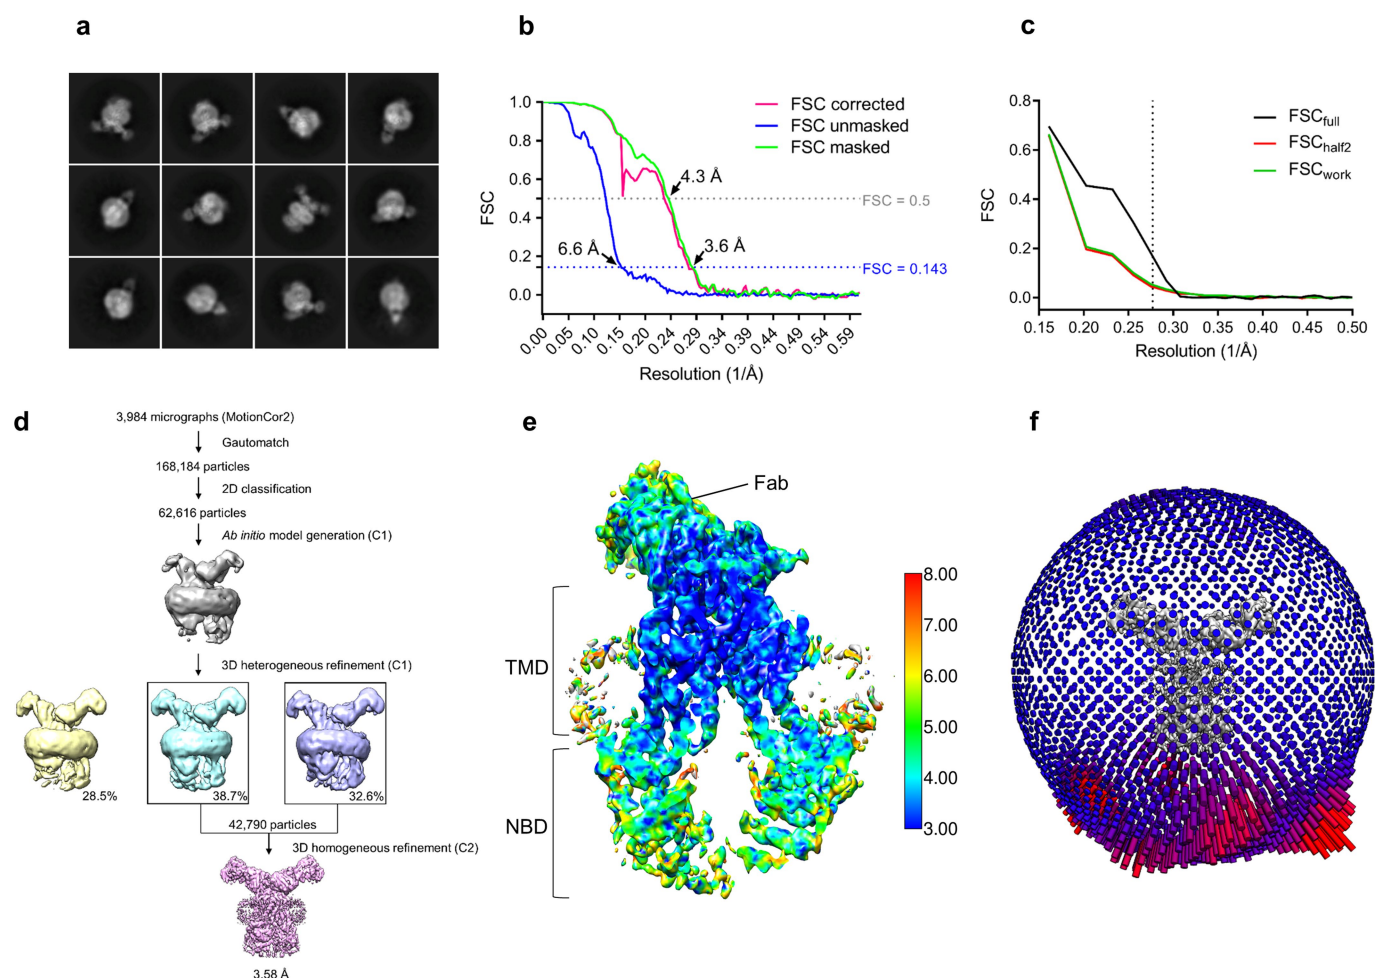 a
b
1.0
0.8
0.6
0.4
0.2
0.0
FSC
FSC corrected
FSC unmasked
FSC masked
4.3 Å
FSC = 0.5
6.6 Å
3.6 Å
FSC = 0.143
0.00
0.05
0.10
0.15
0.20
0.24
0.29
0.34
0.39
0.44
0.49
0.54
0.59
Resolution (1/Å)
c
0.8
0.6
0.4
0.2
0.0
FSC
FSCfull
FSChalf2
FSCwork
0.15 0.20 0.25 0.30 0.35 0.40 0.45 0.50
Resolution (1/Å)
d
3,984 micrographs (MotionCor2)
Gautomatch
168,184 particles
2D classification
62,616 particles
Ab initio model generation (C1)
3D heterogeneous refinement (C1)
28.5%
38.7%
32.6%
42,790 particles
3D homogeneous refinement (C2)
3.58 Å
e
Fab
TMD
NBD
8.00
7.00
6.00
5.00
4.00
3.00
f